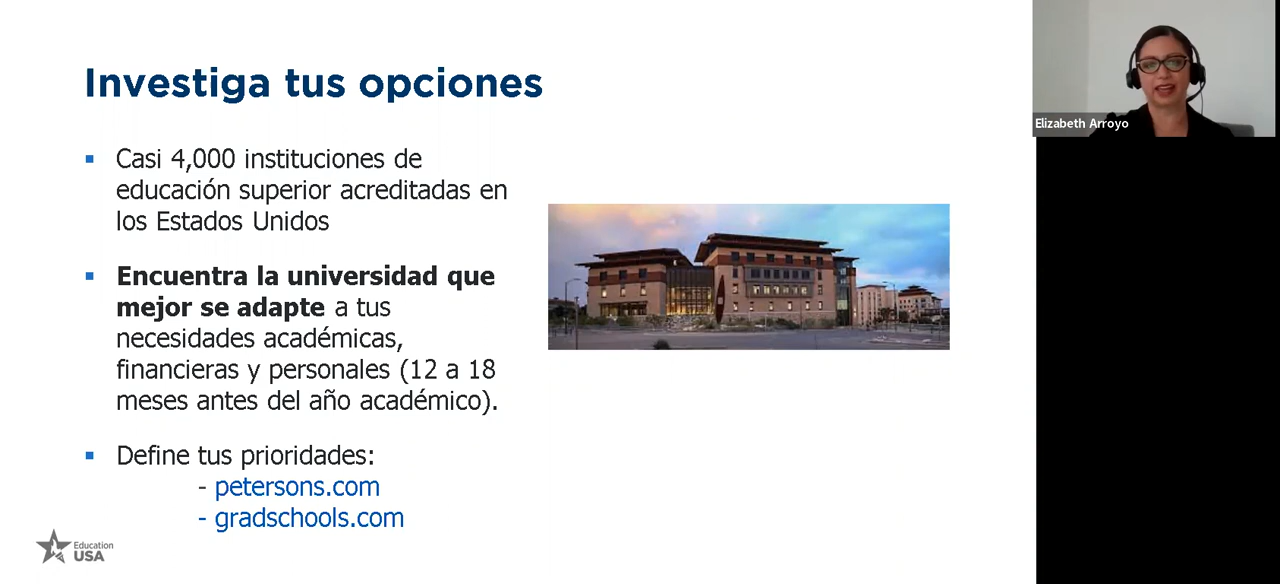 Investiga tus opciones
Casi 4,000 instituciones de
educación superior acreditadas en
los Estados Unidos
Encuentra la universidad que
mejor se adapte a tus
necesidades académicas,
financieras y personales (12 a 18
meses antes del año académico).
Define tus prioridades:
- petersons.com
- gradschools.com
Education
USA
Elizabeth Arroyo